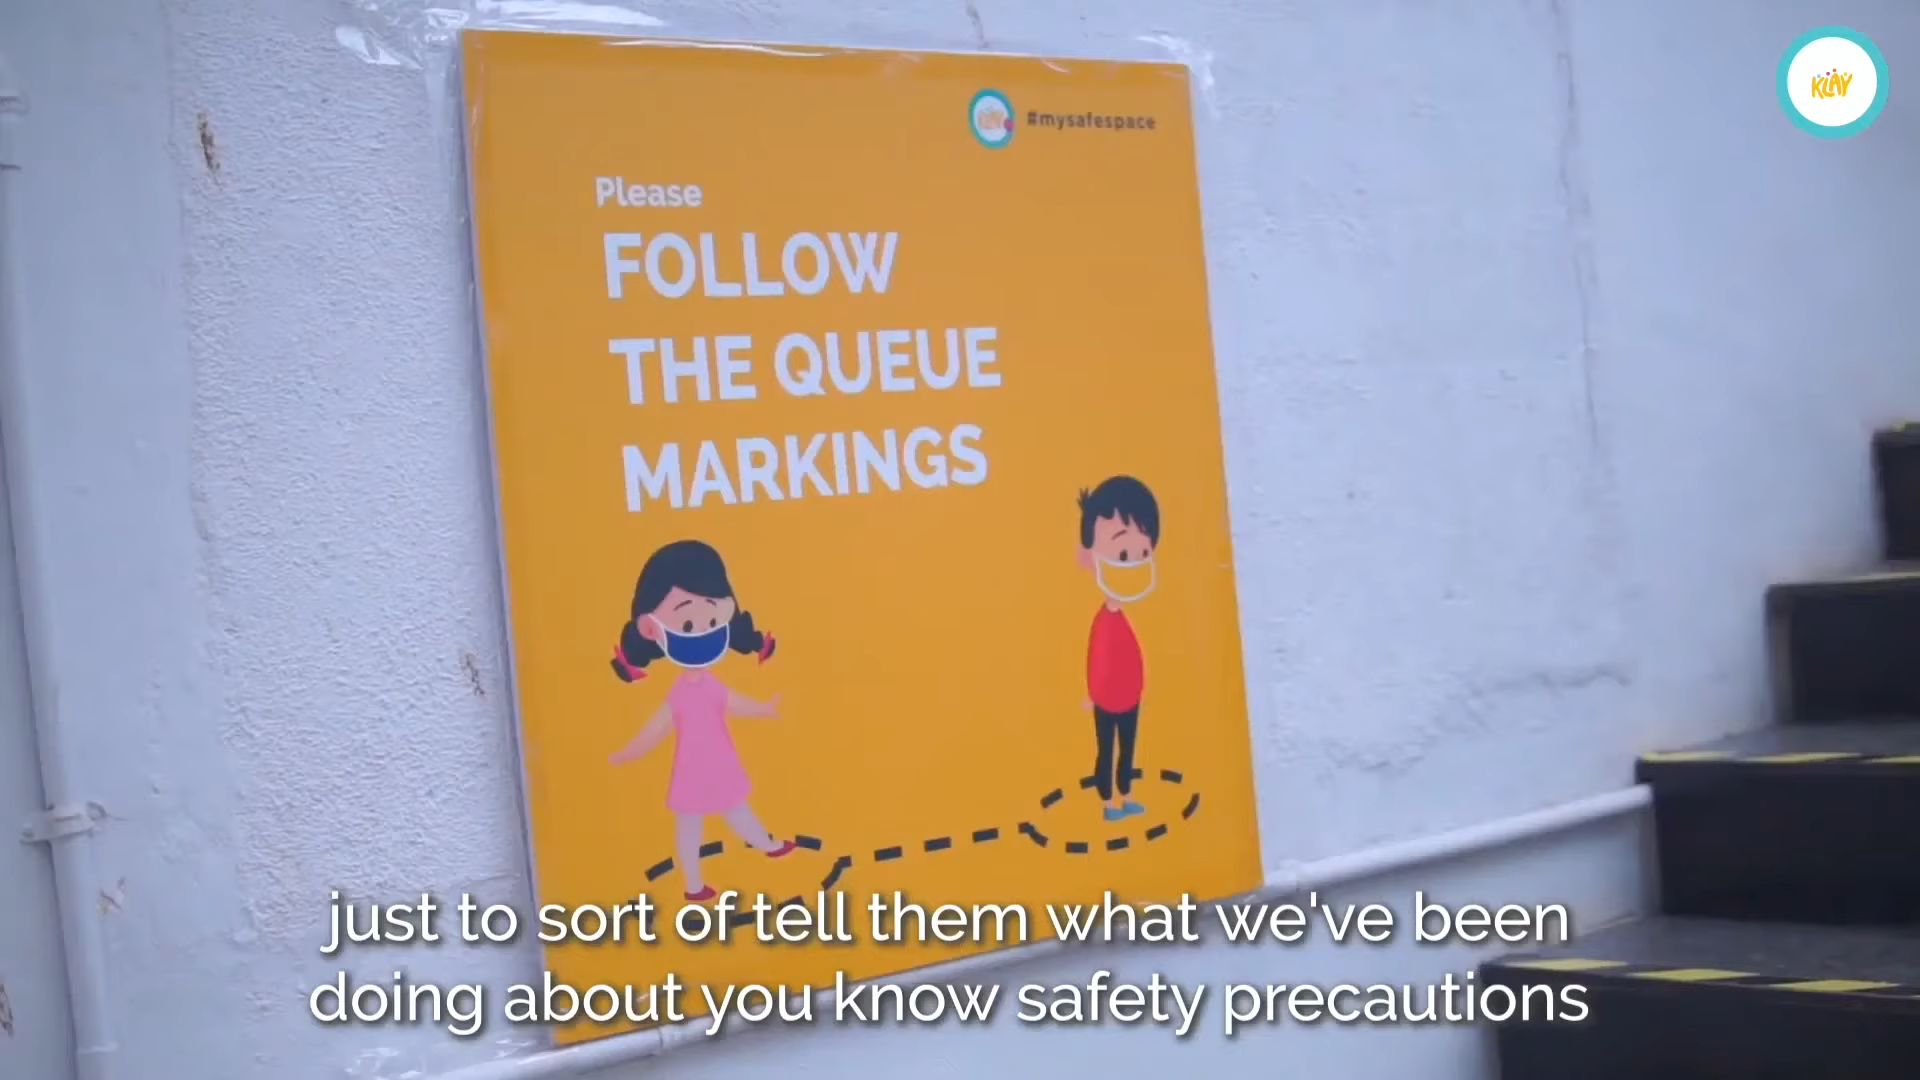 KLAY
#mysafespace
Please
FOLLOW
THE QUEUE
MARKINGS
just to sort of tell them what we've been
doing about you know safety precautions